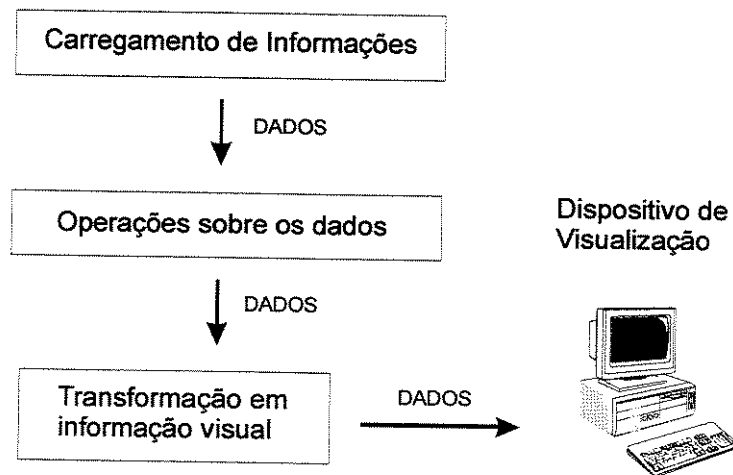 Carregamento de Informações
DADOS
Operações sobre os dados
Dispositivo de
Visualização
DADOS
Transformação em
informação visual
DADOS